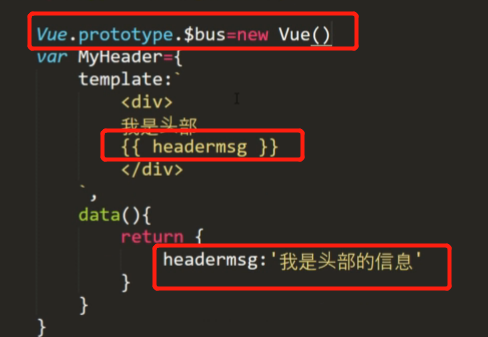 Vue.prototype.$bus=new Vue()
var MyHeader={
template:`
<div>
我是头部
{{ headermsg }}
</div>
`,
data(){
return {
headermsg:'我是头部的信息'
}
}
}